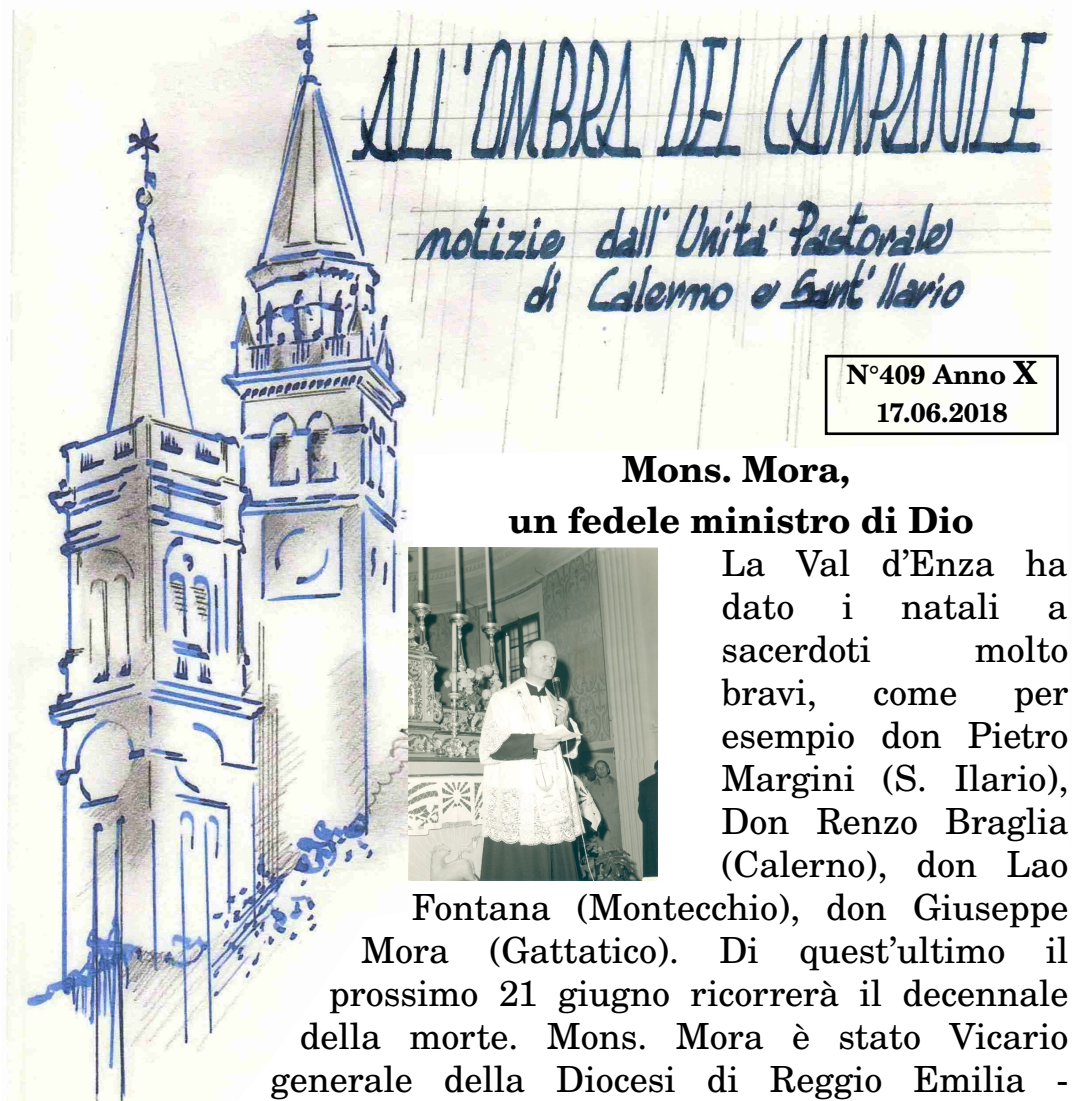 ALL'OMBRA DEL CAMPANILE
notizie dall'Unità Pastorale
di Calerno e Sant'Ilario
N°409 Anno X
17.06.2018
Mons. Mora,
un fedele ministro di Dio
La Val d'Enza ha
dato i natali a
sacerdoti molto
bravi, come per
esempio don Pietro
Margini (S. Ilario),
Don Renzo Braglia
(Calerno), don Lao
Fontana (Montecchio), don Giuseppe
Mora (Gattatico). Di quest'ultimo il
prossimo 21 giugno ricorrerà il decennale
della morte. Mons. Mora è stato Vicario
generale della Diocesi di Reggio Emilia -